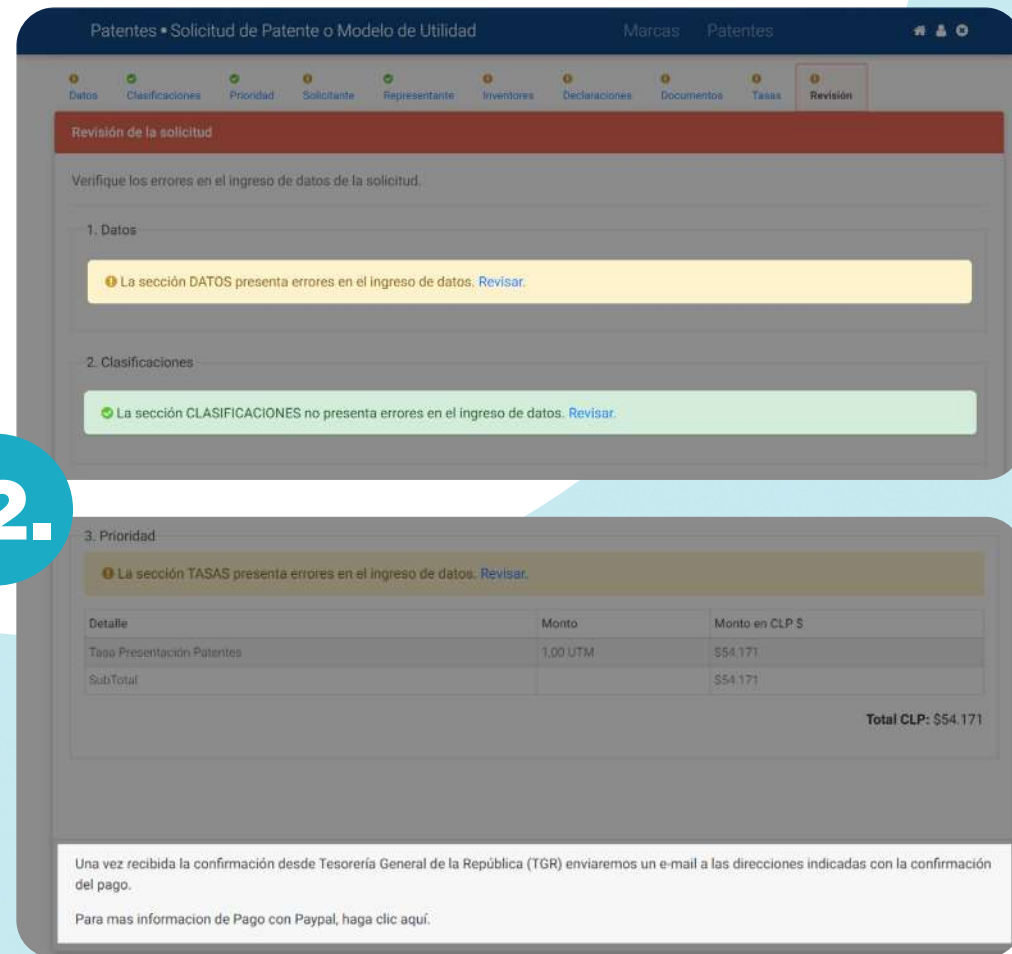 Patentes • Solicitud de Patente o Modelo de Utilidad
Marcas Patentes
Datos Clasificaciones Prioridad Solicitante Representante Inventores Declaraciones Documentos Tasas Revisión
Revisión de la solicitud
Verifique los errores en el ingreso de datos de la solicitud.
1. Datos
La sección DATOS presenta errores en el ingreso de datos. Revisar.
2. Clasificaciones
La sección CLASIFICACIONES no presenta errores en el ingreso de datos. Revisar.
2.
3. Prioridad
La sección TASAS presenta errores en el ingreso de datos. Revisar.
Detalle Monto Monto en CLP $
Tasa Presentación Patentes 1,00 UTM $54.171
SubTotal $54.171
Total CLP: $54.171
Una vez recibida la confirmación desde Tesorería General de la República (TGR) enviaremos un e-mail a las direcciones indicadas con la confirmación
del pago.
Para mas informacion de Pago con Paypal, haga clic aquí.